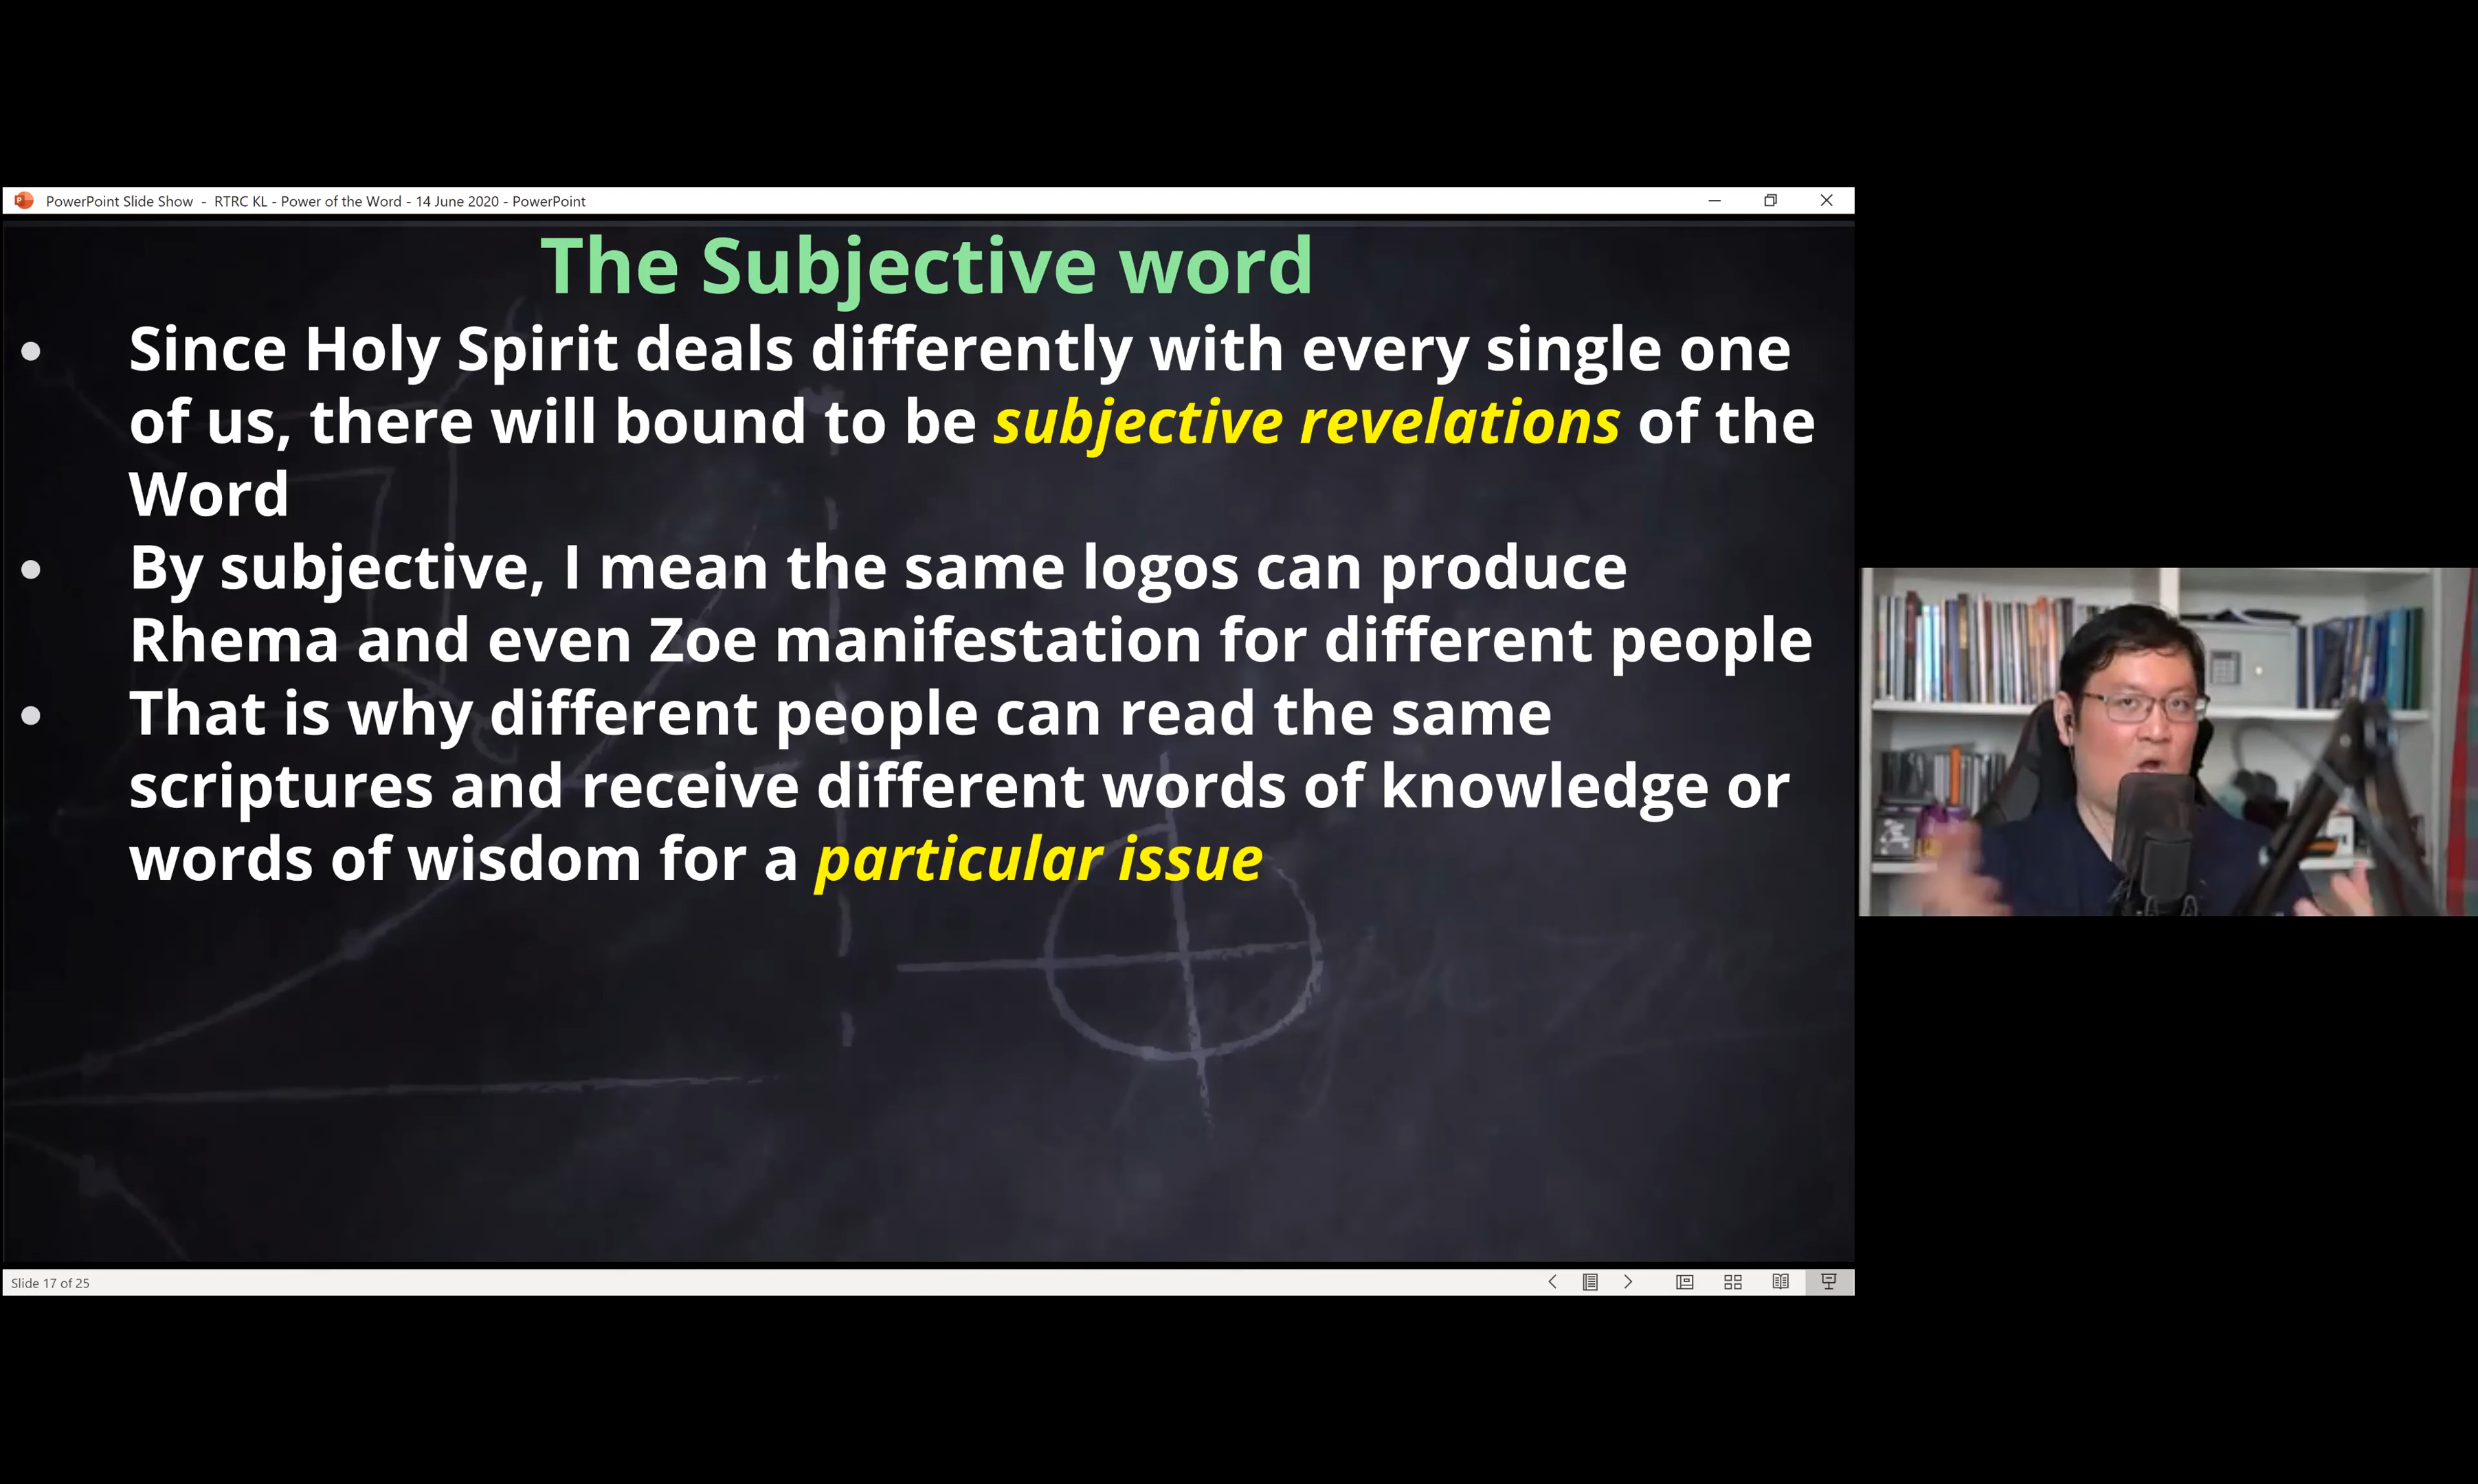 PowerPoint Slide Show - RTRC KL - Power of the Word - 14 June 2020 - PowerPoint
The Subjective word
• Since Holy Spirit deals differently with every single one
of us, there will bound to be subjective revelations of the
Word
• By subjective, I mean the same logos can produce
Rhema and even Zoe manifestation for different people
• That is why different people can read the same
scriptures and receive different words of knowledge or
words of wisdom for a particular issue
Slide 17 of 25